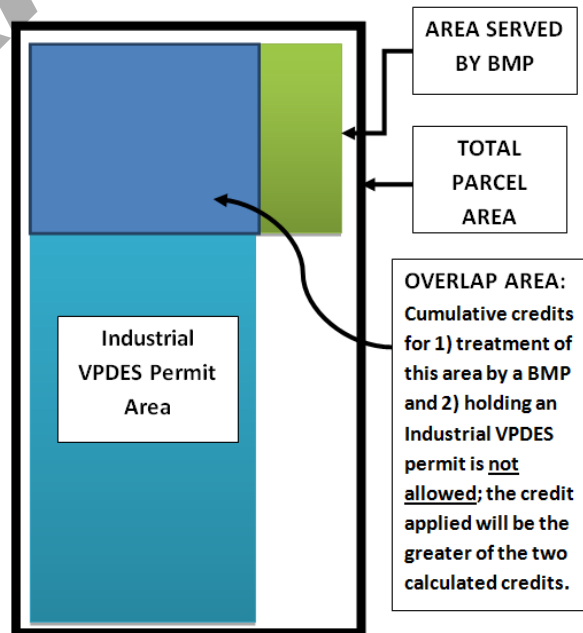 AREA SERVED
BY BMP
TOTAL
PARCEL
AREA
OVERLAP AREA:
Cumulative credits
for 1) treatment of
this area by a BMP
and 2) holding an
Industrial VPDES
permit is not
allowed; the credit
applied will be the
greater of the two
calculated credits.
Industrial
VPDES Permit
Area